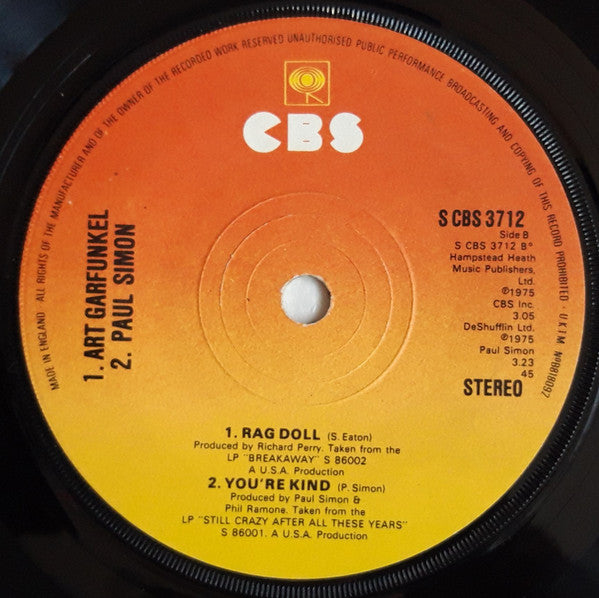 MADE IN ENGLAND ALL RIGHTS OF THE MANUFACTURER AND OF THE OWNER OF THE RECORDED WORK RESERVED UNAUTHORISED PUBLIC PERFORMANCE BROADCASTING AND COPYING OF THIS RECORD PROHIBITED · U.K.I.M. Nº8818092
CBS
1. ART GARFUNKEL
2. PAUL SIMON
S CBS 3712
Side B
S CBS 3712 Bº
Hampstead Heath
Music Publishers,
Ltd.
℗1975
CBS Inc.
3.05
DeShufflin Ltd.
℗1975
Paul Simon
3.23
45
STEREO
1. RAG DOLL (S. Eaton)
Produced by Richard Perry. Taken from the
LP "BREAKAWAY" S 86002
A U.S.A. Production
2. YOU'RE KIND (P. Simon)
Produced by Paul Simon &
Phil Ramone. Taken from the
LP "STILL CRAZY AFTER ALL THESE YEARS"
S 86001. A U.S.A. Production